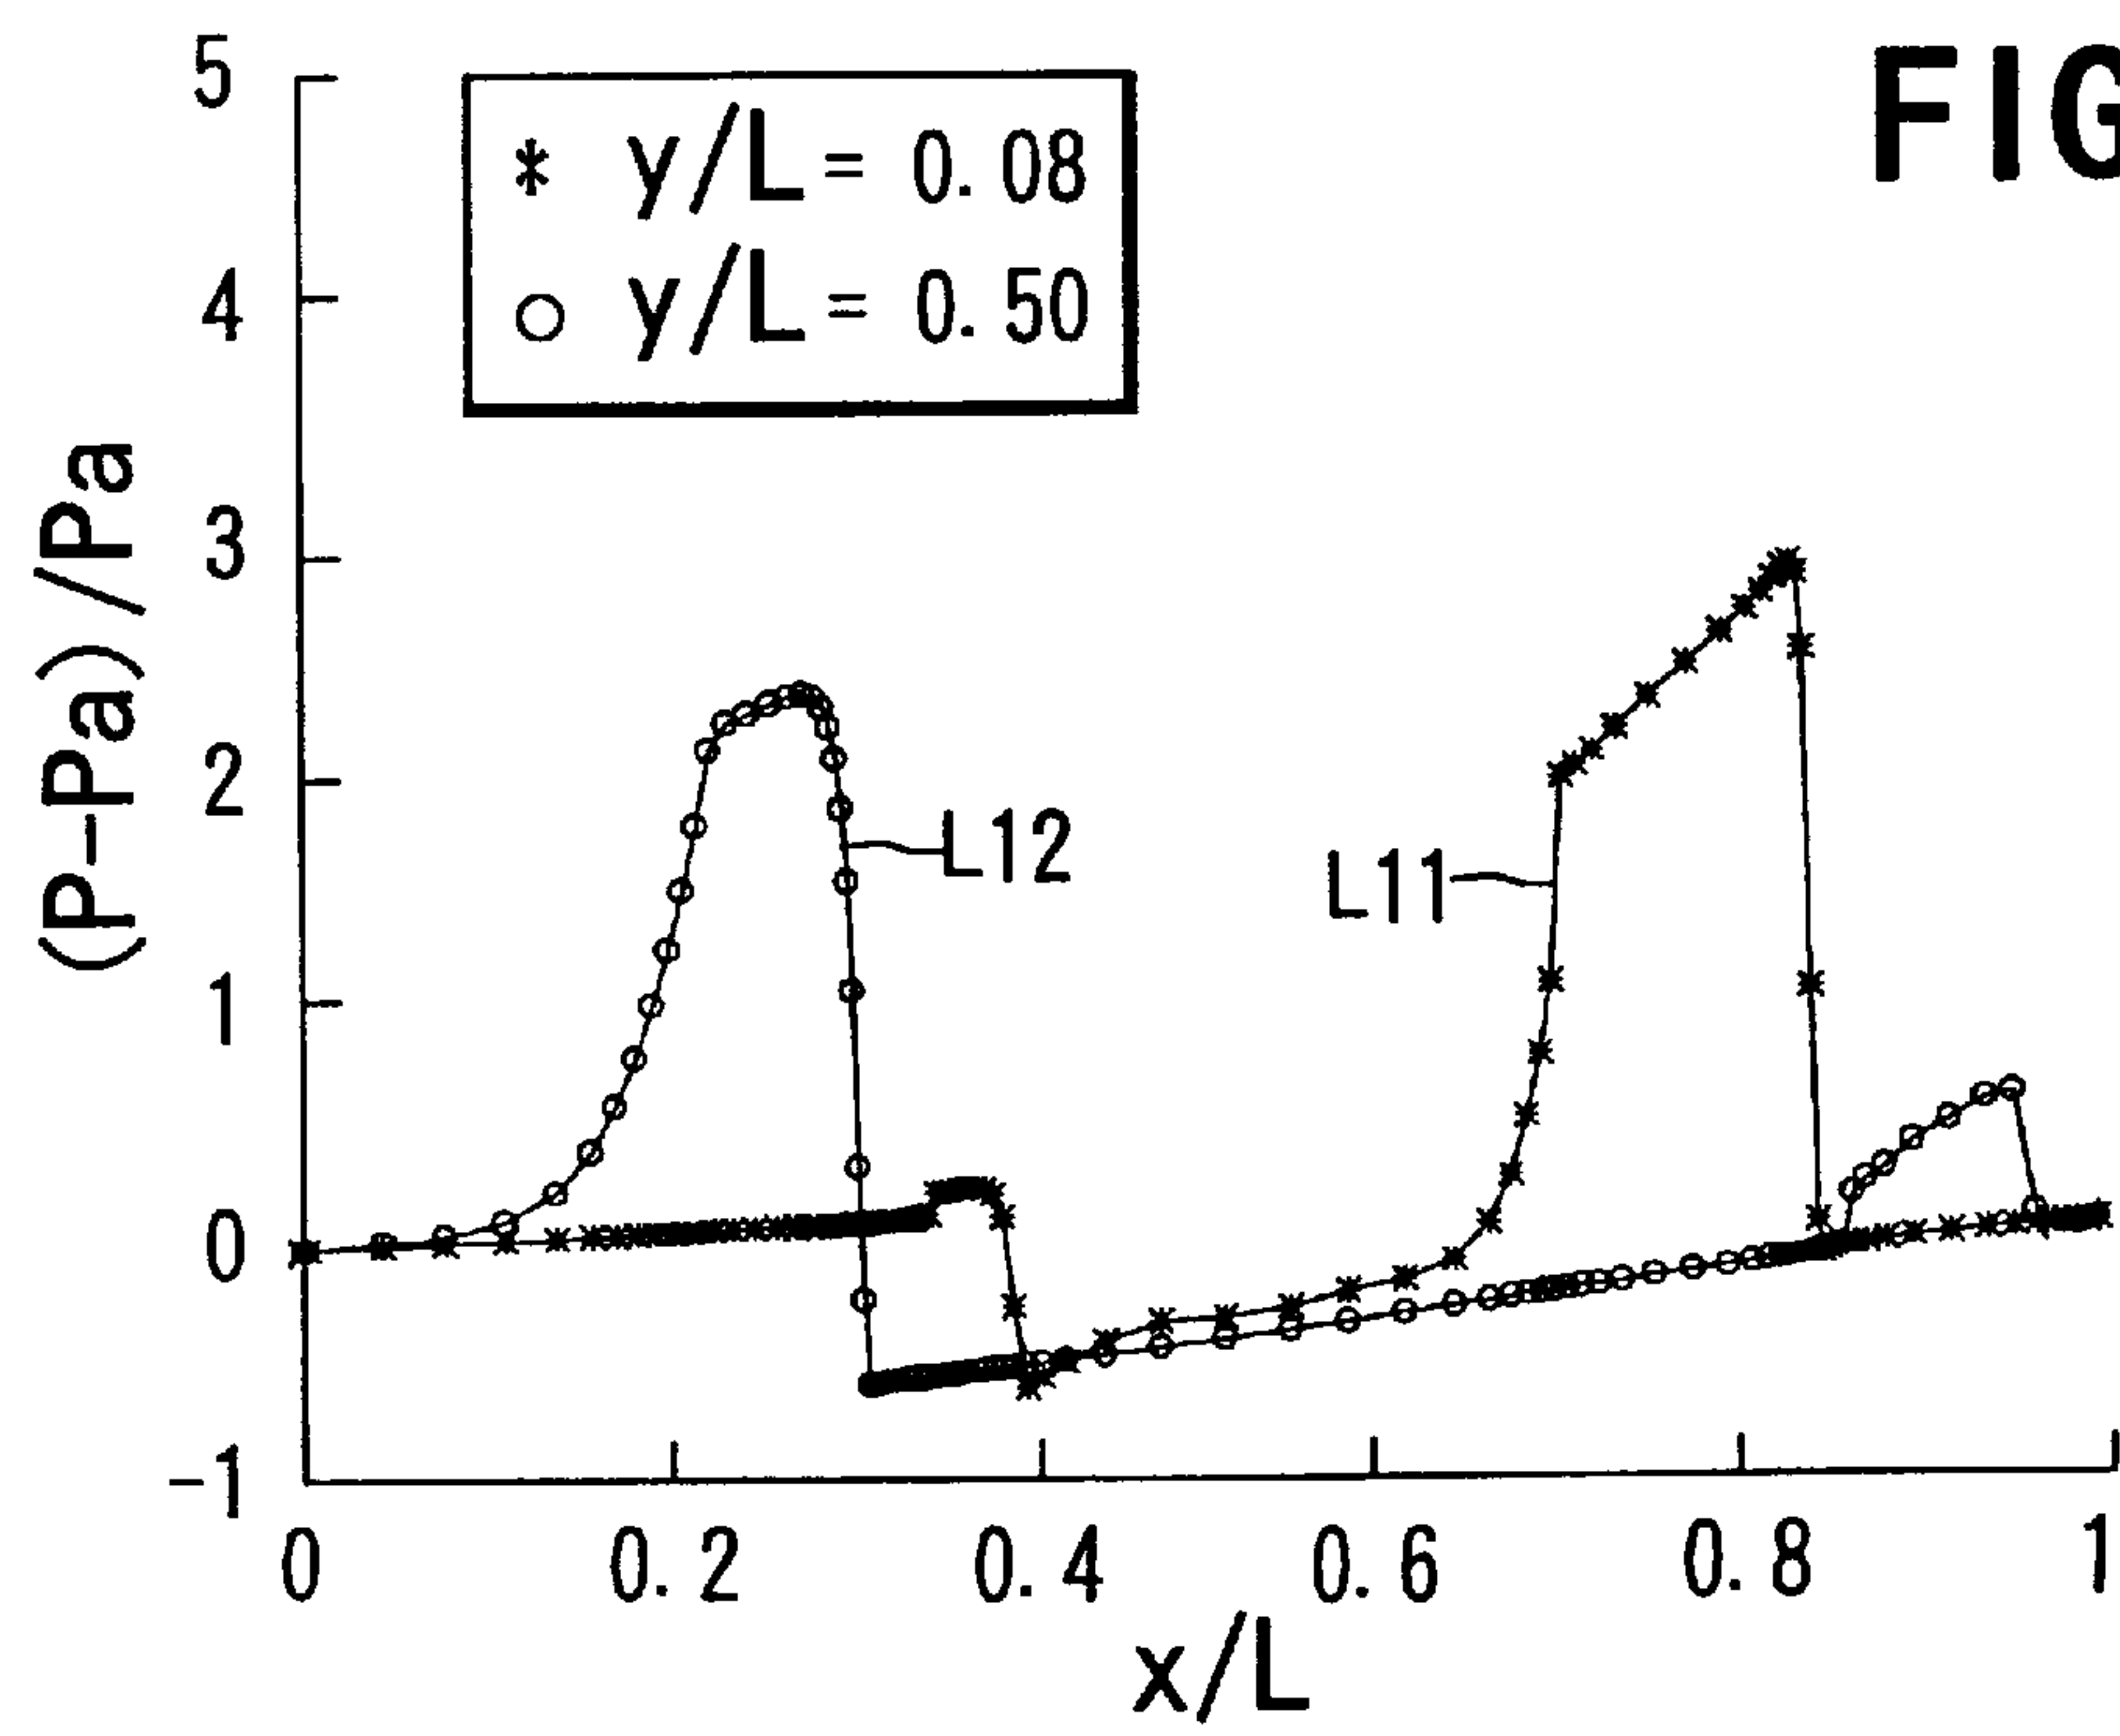 FIG
5
* y/L= 0.08
○ y/L= 0.50
4
3
2
1
0
-1
(P-Pa)/Pa
L12
L11
0 0.2 0.4 0.6 0.8 1
x/L